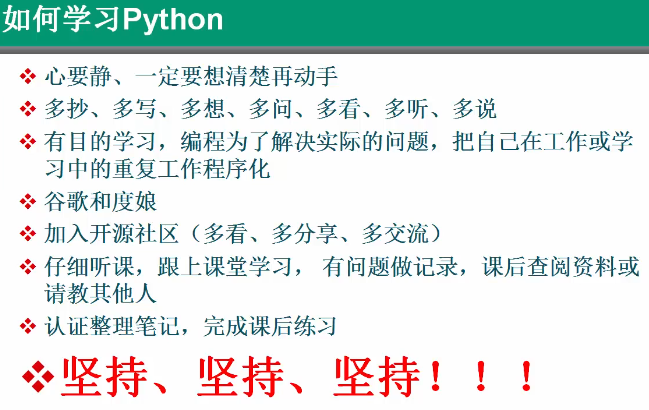 如何学习Python
心要静、一定要想清楚再动手
多抄、多写、多想、多问、多看、多听、多说
有目的学习，编程为了解决实际的问题，把自己在工作或学
习中的重复工作程序化
谷歌和度娘
加入开源社区（多看、多分享、多交流）
仔细听课，跟上课堂学习， 有问题做记录，课后查阅资料或
请教其他人
认证整理笔记，完成课后练习
坚持、坚持、坚持！！！